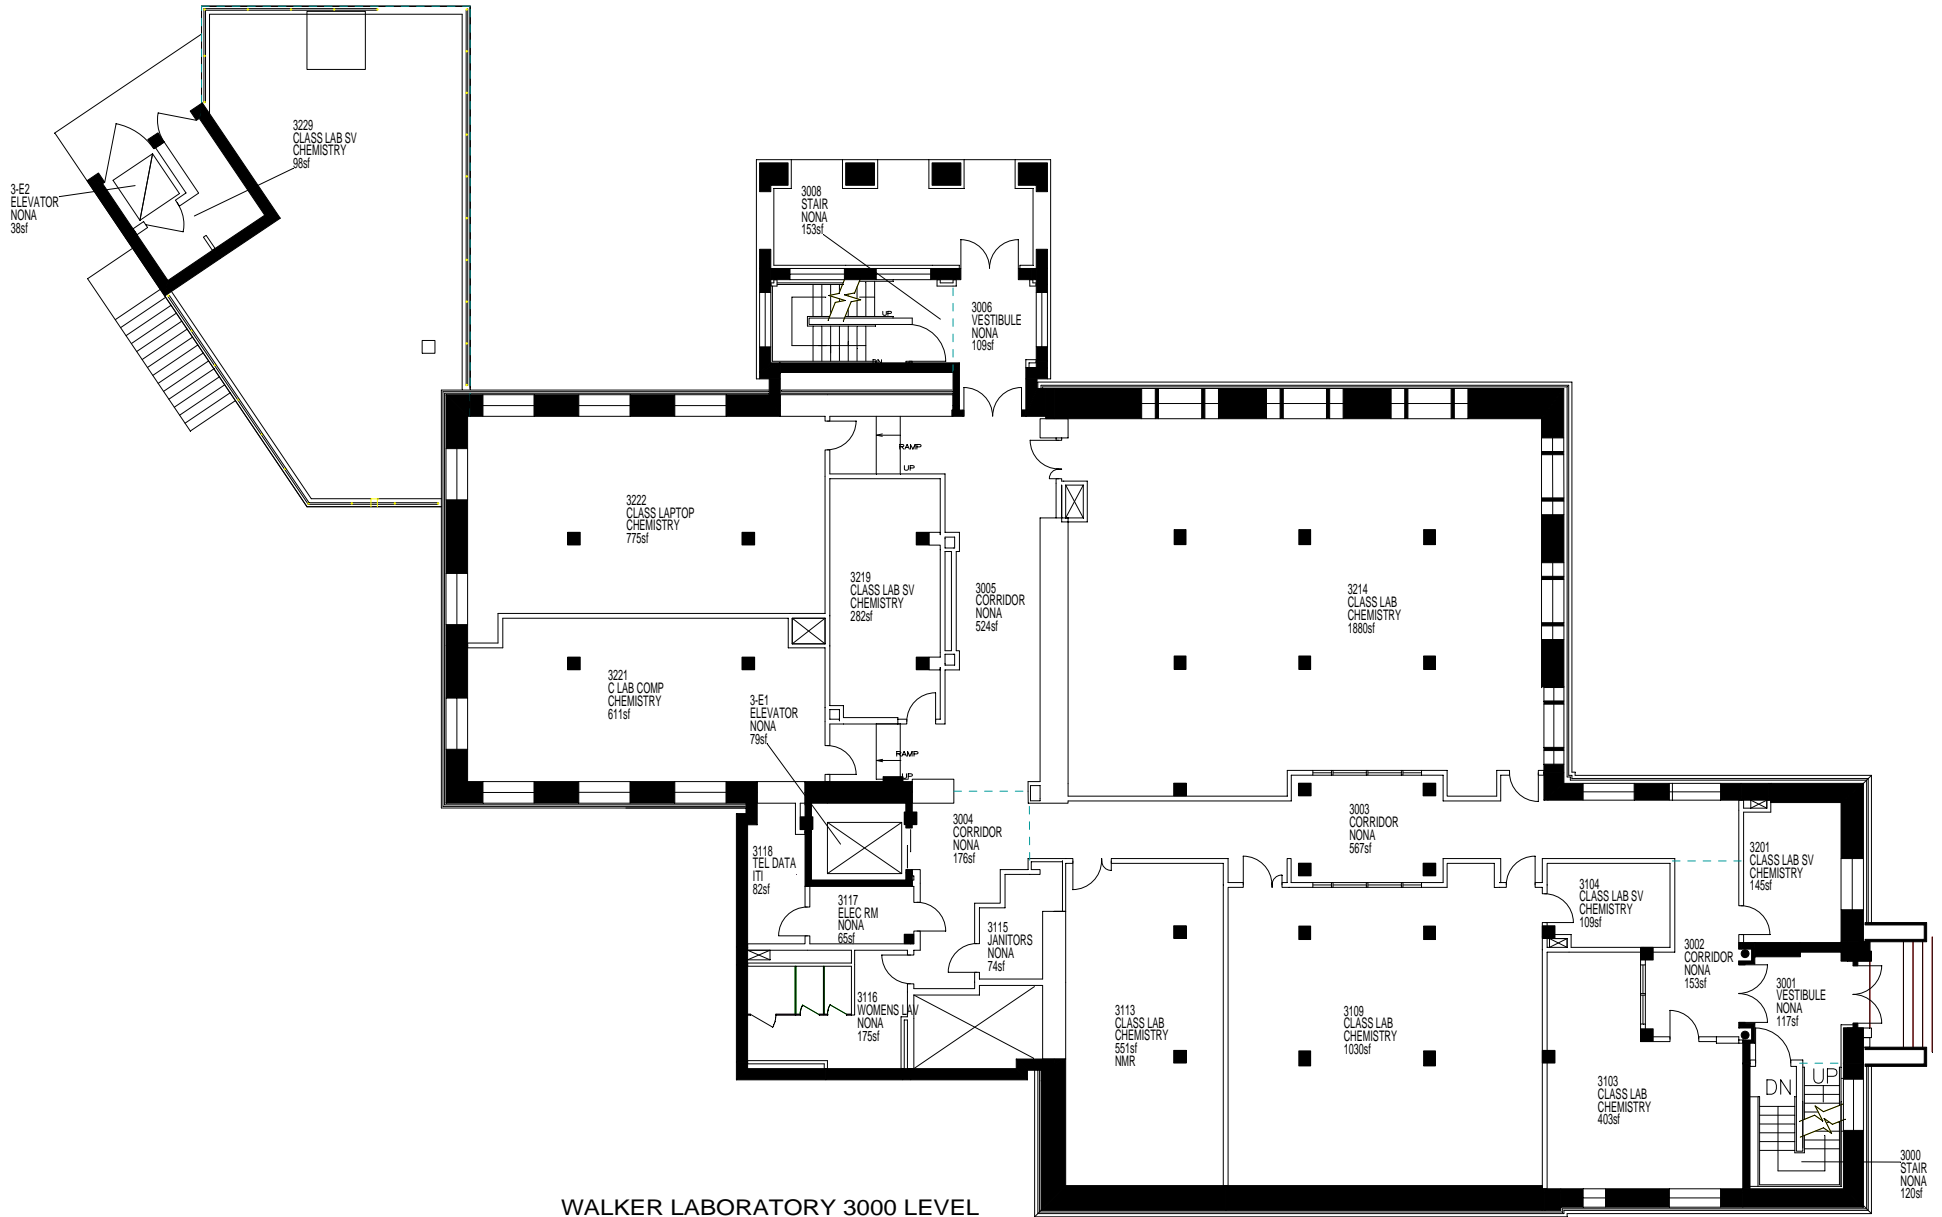 3229
CLASS LAB SV
CHEMISTRY
98sf
3-E2
ELEVATOR
NONA
38sf
3008
STAIR
NONA
153sf
UP
DN
3006
VESTIBULE
NONA
109sf
RAMP
UP
3222
CLASS LAPTOP
CHEMISTRY
775sf
3219
CLASS LAB SV
CHEMISTRY
282sf
3005
CORRIDOR
NONA
524sf
3214
CLASS LAB
CHEMISTRY
1880sf
3221
C LAB COMP
CHEMISTRY
611sf
3-E1
ELEVATOR
NONA
79sf
RAMP
UP
3004
CORRIDOR
NONA
176sf
3003
CORRIDOR
NONA
567sf
3118
TEL DATA
ITI
82sf
3201
CLASS LAB SV
CHEMISTRY
145sf
3104
CLASS LAB SV
CHEMISTRY
109sf
3117
ELEC RM
NONA
65sf
3115
JANITORS
NONA
74sf
3002
CORRIDOR
NONA
153sf
3001
VESTIBULE
NONA
117sf
3116
WOMENS LAV
NONA
175sf
3113
CLASS LAB
CHEMISTRY
551sf
NMR
3109
CLASS LAB
CHEMISTRY
1030sf
3103
CLASS LAB
CHEMISTRY
403sf
DN
UP
3000
STAIR
NONA
120sf
WALKER LABORATORY 3000 LEVEL